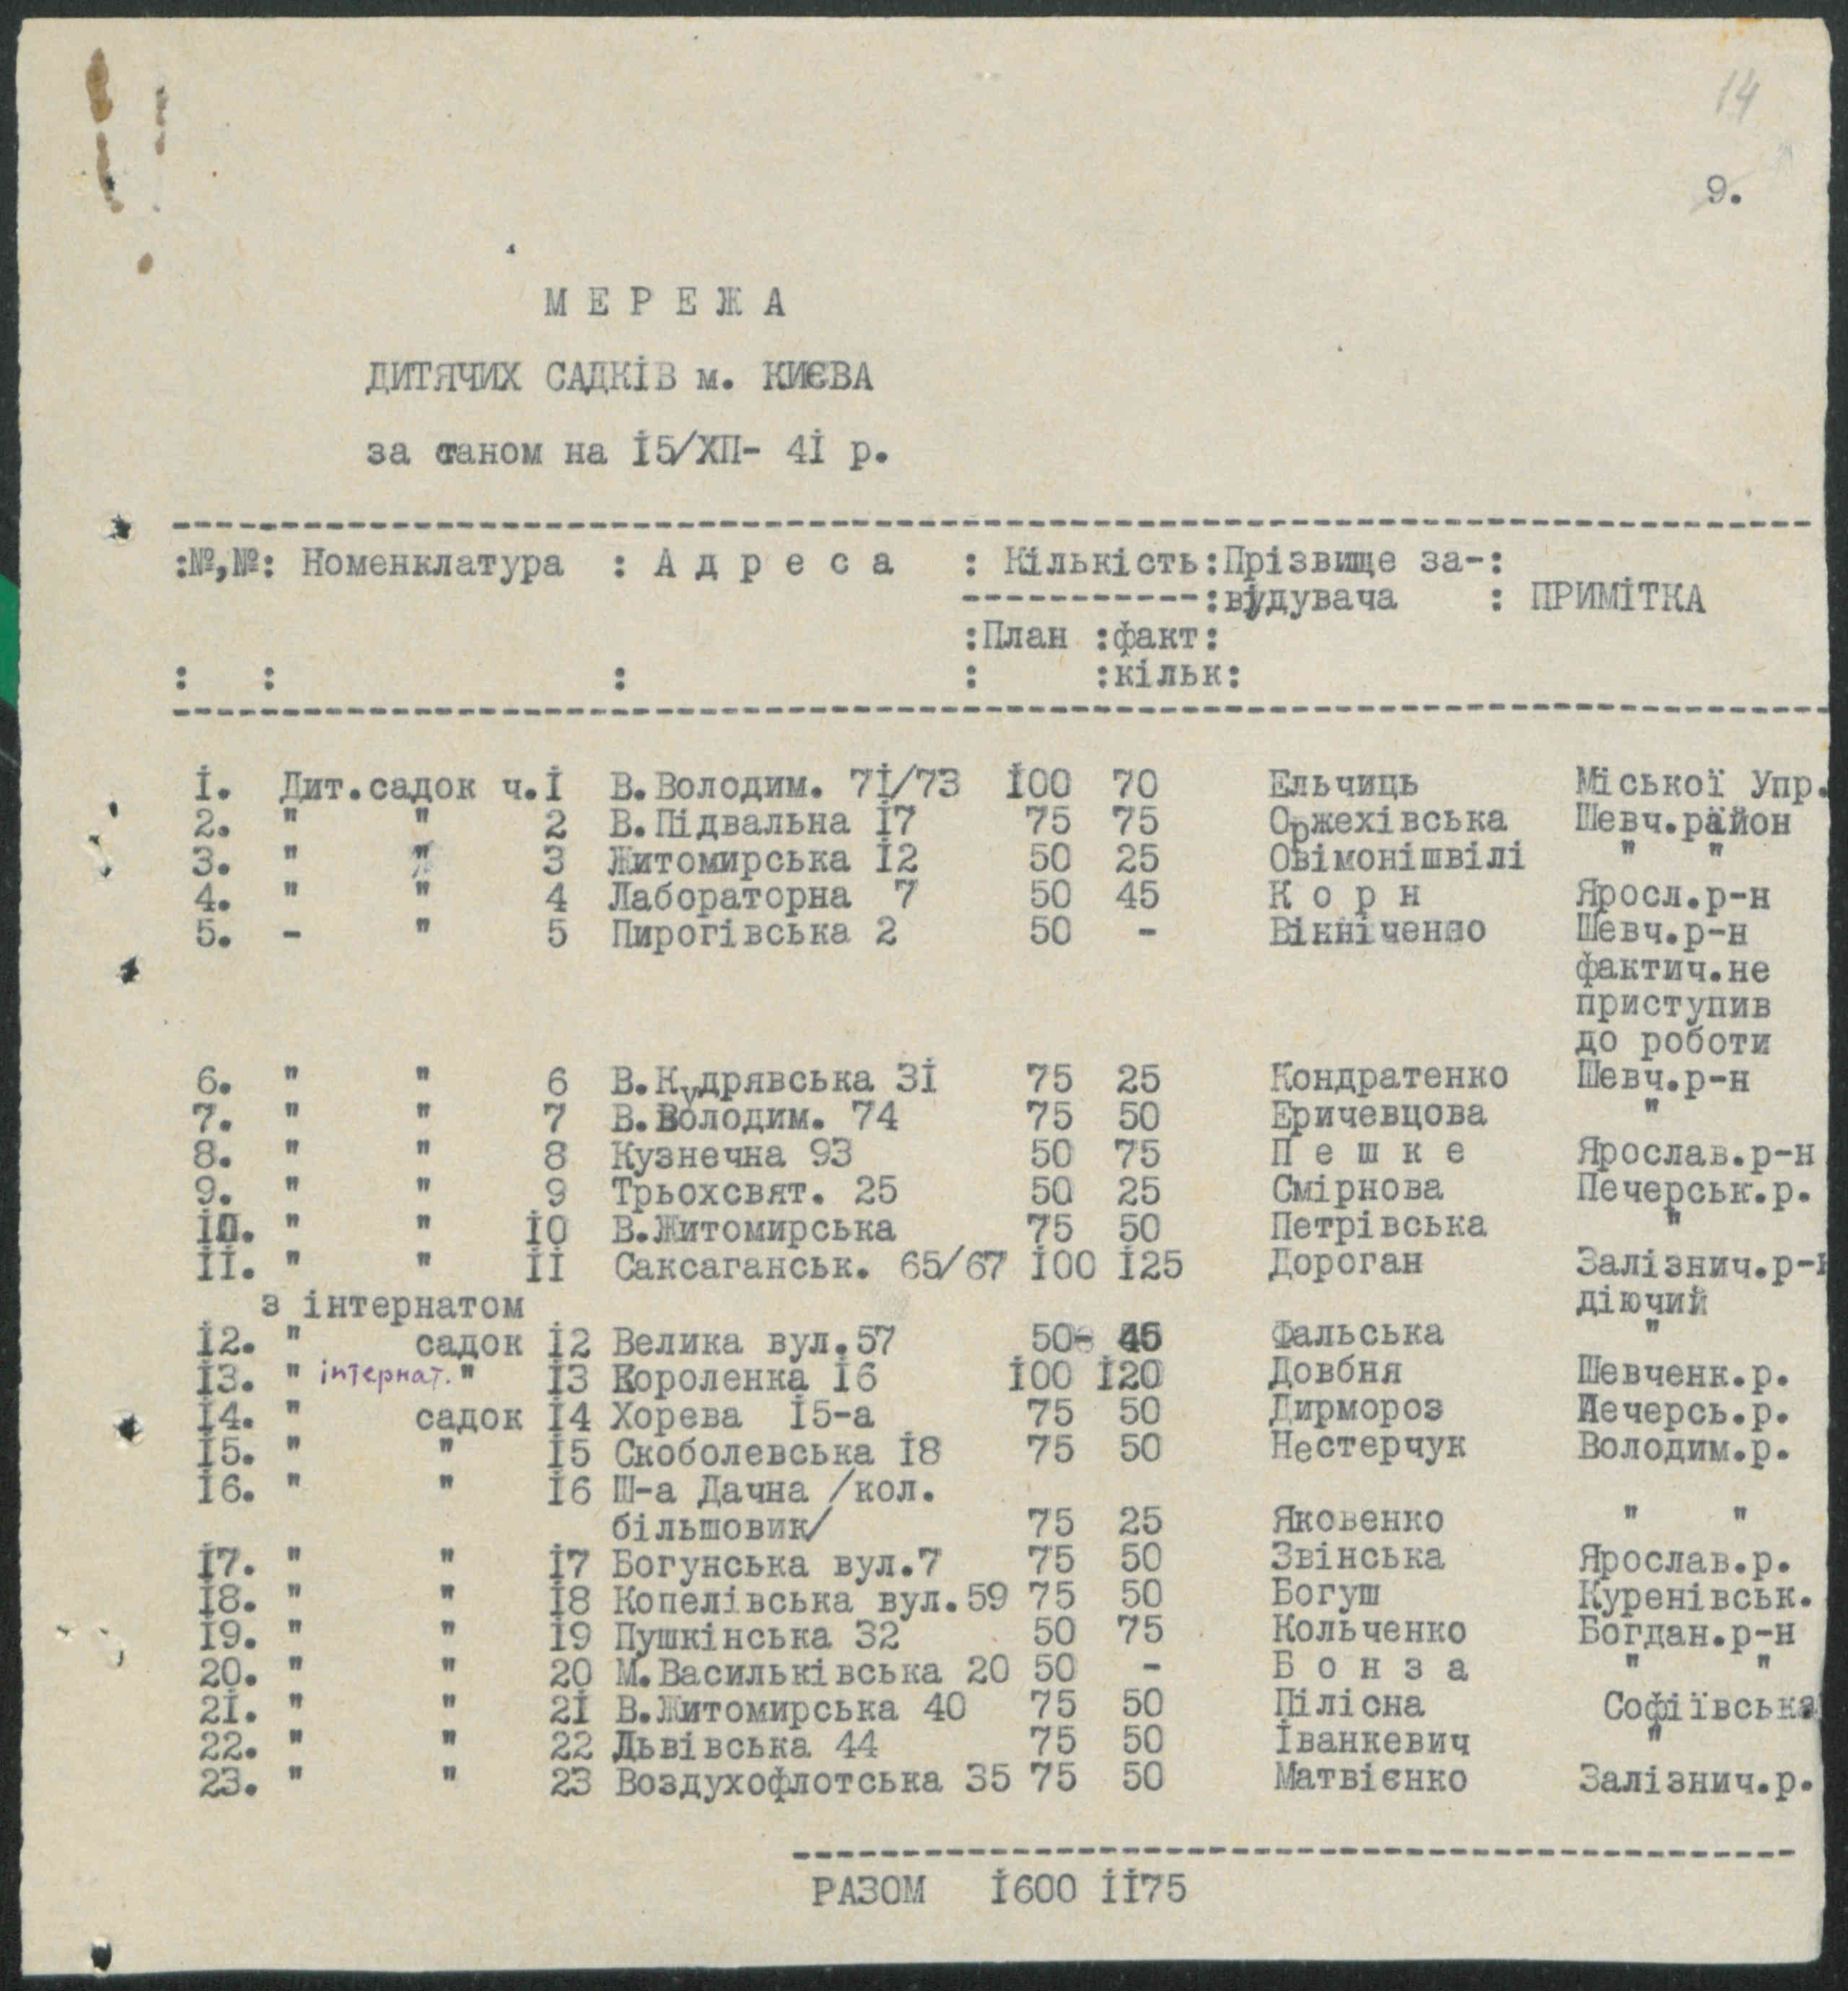 14
9.
М Е Р Е Ж А
ДИТЯЧИХ САДКІВ м. КИЄВА
за станом на І5/ХП- 4І р.
:№,№: Номенклатура : А д р е с а : Кількість:Прізвище за-:
-----------:відувача : ПРИМІТКА
:План :факт:
: : : : :кільк:
І. Дит.садок ч.І В.Володим. 7І/73 І00 70 Ельчиць Міської Упр.
2. " " 2 В.Підвальна І7 75 75 Оржехівська Шевч.район
3. " " 3 Житомирська І2 50 25 Овімонішвілі " "
4. " " 4 Лабораторна 7 50 45 К о р н Яросл.р-н
5. - " 5 Пирогівська 2 50 - Вінніченко Шевч.р-н
фактич.не
приступив
до роботи
6. " " 6 В.Кудрявська 3І 75 25 Кондратенко Шевч.р-н
7. " " 7 В.Володим. 74 75 50 Еричевцова "
8. " " 8 Кузнечна 93 50 75 П е ш к е Ярослав.р-н
9. " " 9 Трьохсвят. 25 50 25 Смірнова Печерськ.р.
І0. " " І0 В.Житомирська 75 50 Петрівська "
ІІ. " " ІІ Саксаганськ. 65/67 І00 І25 Дороган Залізнич.р-н
з інтернатом діючий
І2. " садок І2 Велика вул.57 50- 45 Фальська "
І3. " інтернат. " І3 Короленка І6 І00 І20 Довбня Шевченк.р.
І4. " садок І4 Хорева І5-а 75 50 Дирмороз Печерсь.р.
І5. " " І5 Скоболевська І8 75 50 Нестерчук Володим.р.
І6. " " І6 Ш-а Дачна /кол.
більшовик/ 75 25 Яковенко " "
І7. " " І7 Богунська вул.7 75 50 Звінська Ярослав.р.
І8. " " І8 Копелівська вул.59 75 50 Богуш Куренівськ.
І9. " " І9 Пушкінська 32 50 75 Кольченко Богдан.р-н
20. " " 20 М.Васильківська 20 50 - Б о н з а " "
2І. " " 2І В.Житомирська 40 75 50 Пілісна Софіївська
22. " " 22 Львівська 44 75 50 Іванкевич "
23. " " 23 Воздухофлотська 35 75 50 Матвієнко Залізнич.р.
РАЗОМ І600 ІІ75